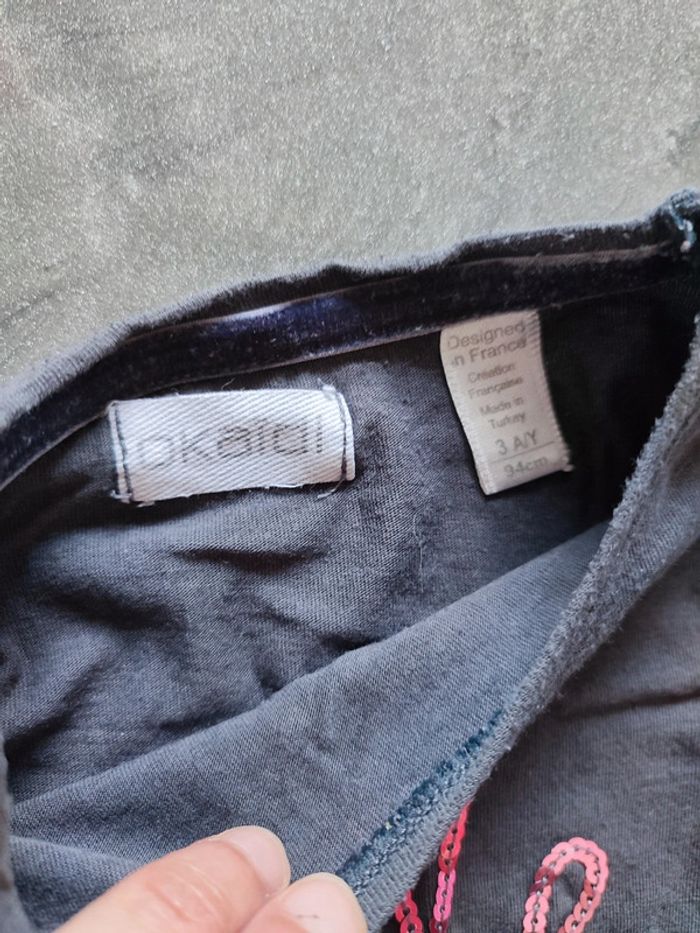 okaïdi
Designed
in France
Création
Française
Made in
Turkey
3 A/Y
94cm